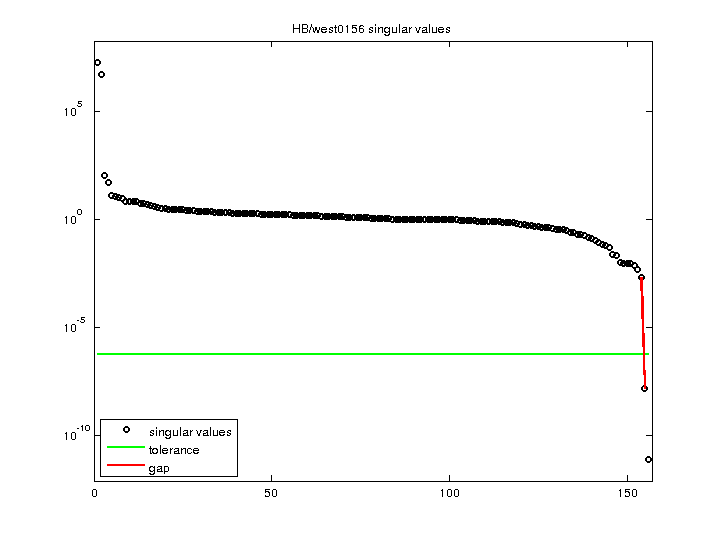 HB/west0156 singular values
10^5
10^0
10^-5
10^-10
singular values
tolerance
gap
0 50 100 150